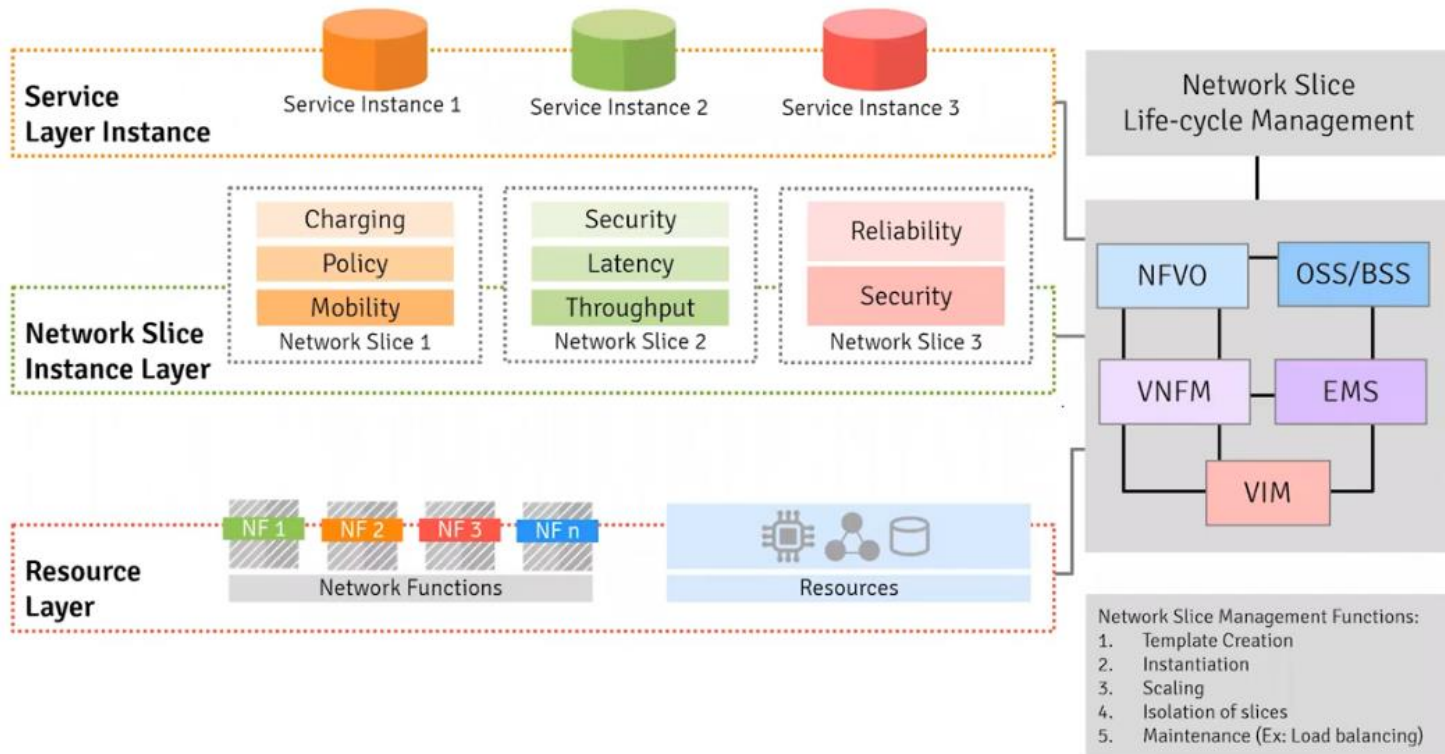 Service
Layer Instance
Service Instance 1
Service Instance 2
Service Instance 3
Network Slice
Life-cycle Management
Charging
Policy
Mobility
Network Slice 1
Security
Latency
Throughput
Network Slice 2
Reliability
Security
Network Slice 3
Network Slice
Instance Layer
NFVO
OSS/BSS
VNFM
EMS
VIM
Resource
Layer
NF 1
NF 2
NF 3
NF n
Network Functions
Resources
Network Slice Management Functions:
1. Template Creation
2. Instantiation
3. Scaling
4. Isolation of slices
5. Maintenance (Ex: Load balancing)